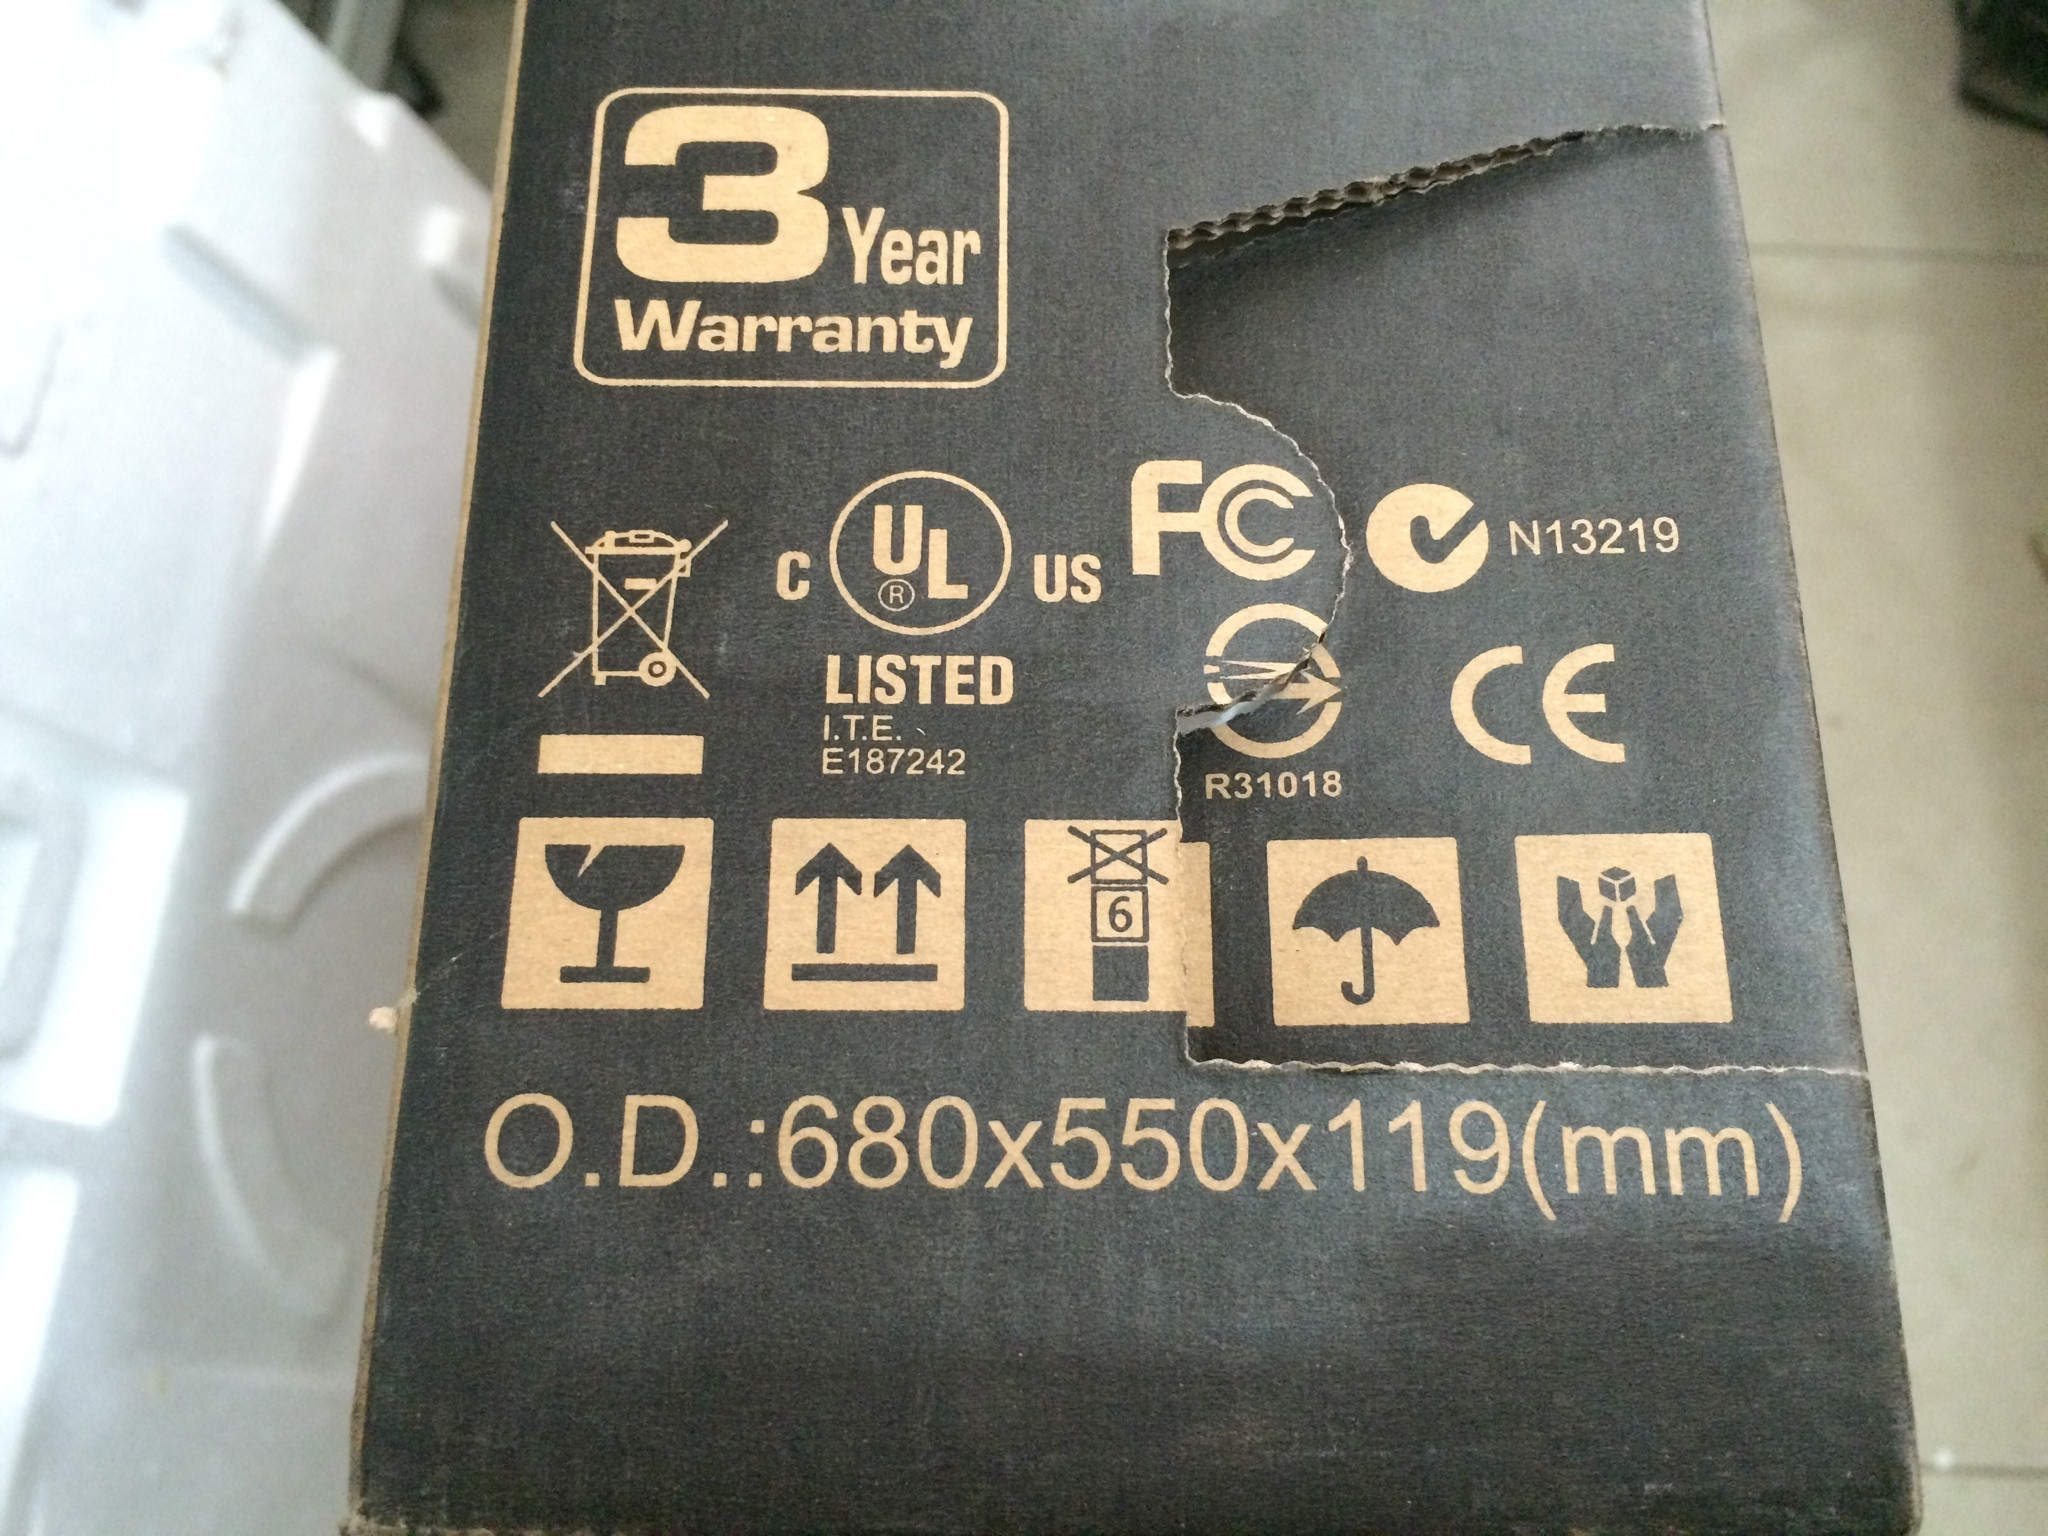 3 Year
Warranty
C UL® US
FC
N13219
LISTED
I.T.E.
E187242
CE
R31018
6
O.D.:680x550x119(mm)